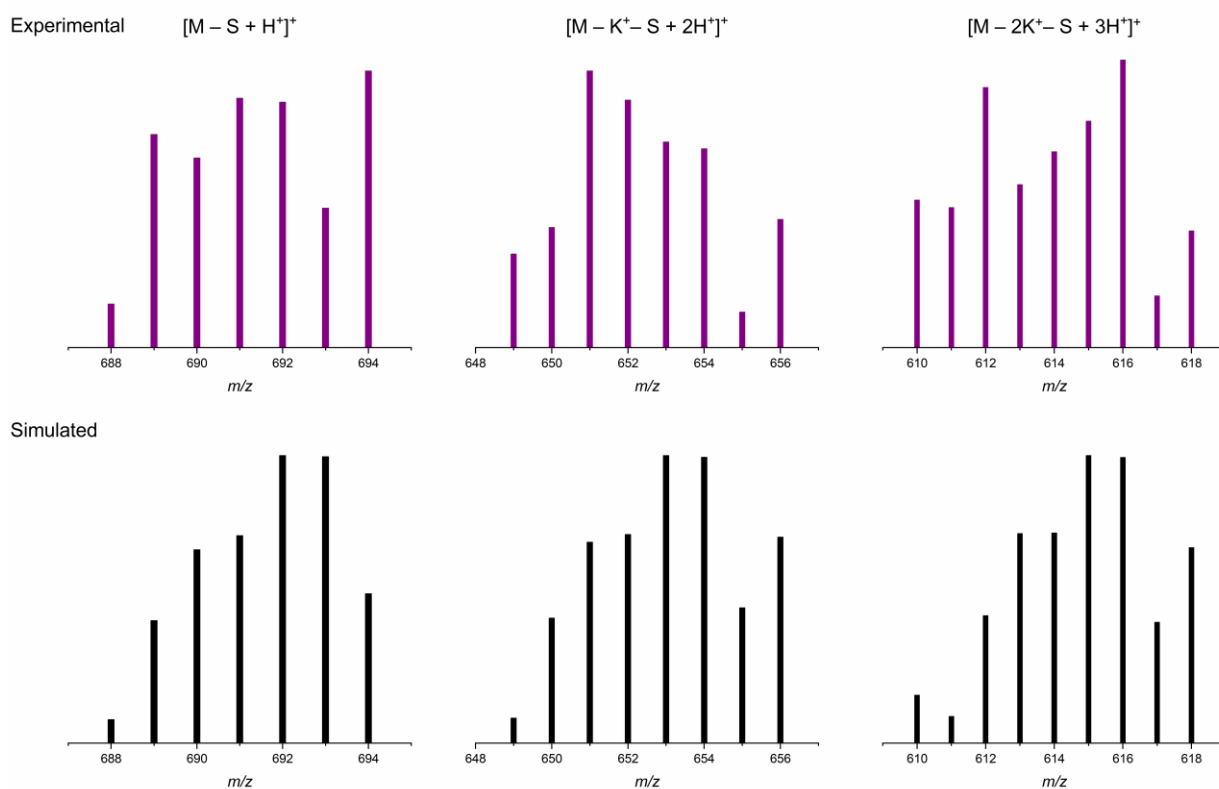 Experimental [M – S + H⁺]⁺ [M – K⁺– S + 2H⁺]⁺ [M – 2K⁺– S + 3H⁺]⁺
688 690 692 694 648 650 652 654 656 610 612 614 616 618
m/z m/z m/z
Simulated
688 690 692 694 648 650 652 654 656 610 612 614 616 618
m/z m/z m/z